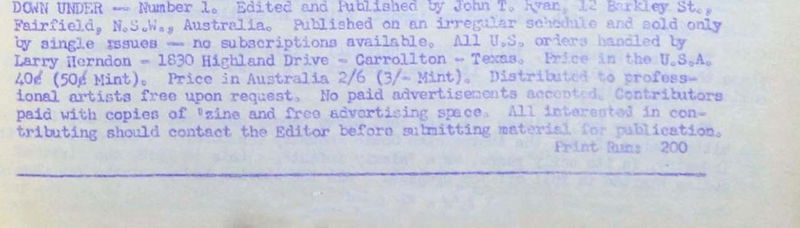 DOWN UNDER -- Number 1. Edited and Published by John T. Ryan, 12 Barkley St.,
Fairfield, N.S.W., Australia. Published on an irregular schedule and sold only
by single issues -- no subscriptions available. All U.S. orders handled by
Larry Herndon - 1830 Highland Drive - Carrollton - Texas. Price in the U.S.A.
40¢ (50¢ Mint). Price in Australia 2/6 (3/- Mint). Distributed to profess-
ional artists free upon request. No paid advertisements accepted. Contributors
paid with copies of 'zine and free advertising space. All interested in con-
tributing should contact the Editor before submitting material for publication.
Print Run: 200